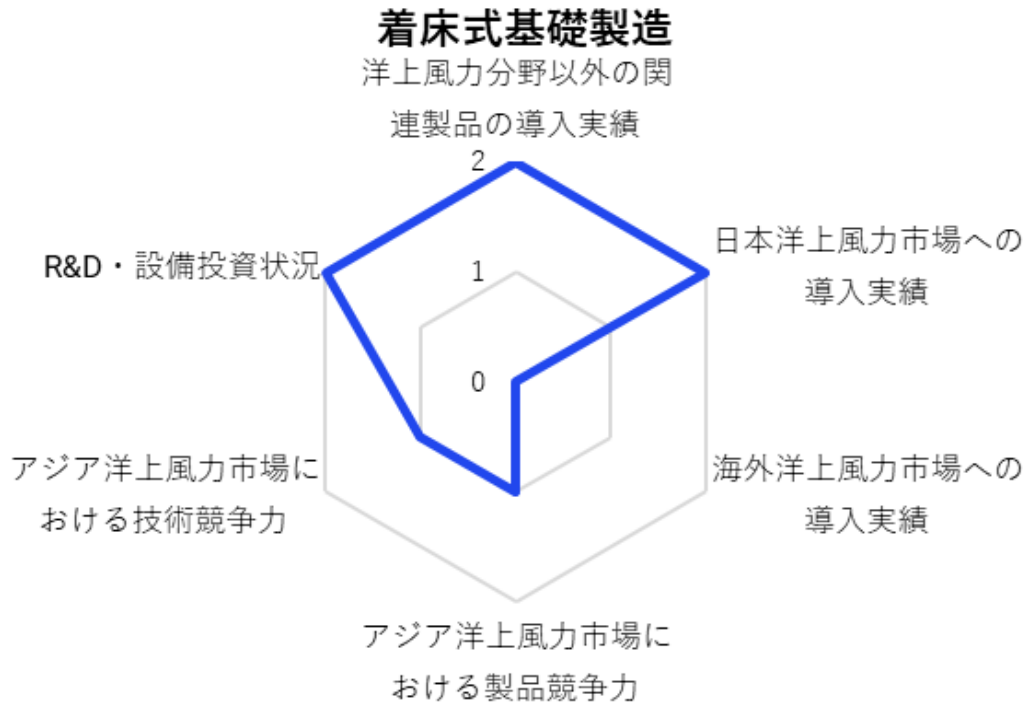 着床式基礎製造
洋上風力分野以外の関
連製品の導入実績
2
日本洋上風力市場への
導入実績
R&D・設備投資状況
1
0
アジア洋上風力市場に
おける技術競争力
海外洋上風力市場への
導入実績
アジア洋上風力市場に
おける製品競争力